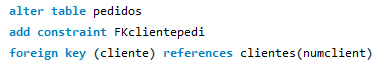 alter table pedidos
add constraint FKclientepedi
foreign key (cliente) references clientes(numclient)